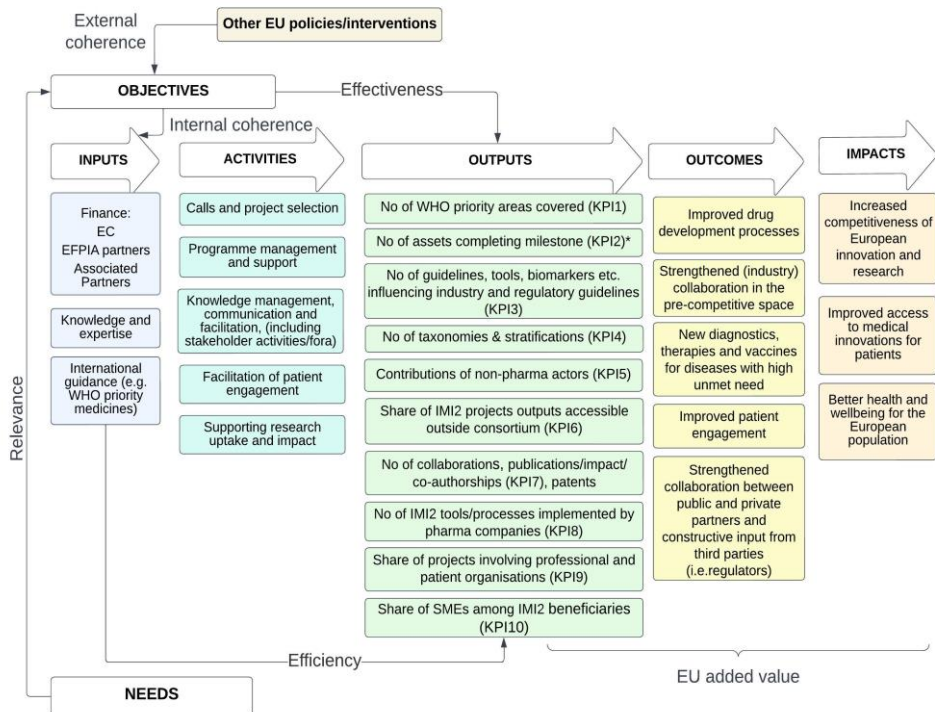 External
coherence
Other EU policies/interventions
OBJECTIVES
Effectiveness
Internal coherence
INPUTS
ACTIVITIES
OUTPUTS
OUTCOMES
IMPACTS
Finance:
EC
EFPIA partners
Associated
Partners
Knowledge and
expertise
International
guidance (e.g.
WHO priority
medicines)
Calls and project selection
Programme management
and support
Knowledge management,
communication and
facilitation, (including
stakeholder activities/fora)
Facilitation of patient
engagement
Supporting research
uptake and impact
No of WHO priority areas covered (KPI1)
No of assets completing milestone (KPI2)*
No of guidelines, tools, biomarkers etc.
influencing industry and regulatory guidelines
(KPI3)
No of taxonomies & stratifications (KPI4)
Contributions of non-pharma actors (KPI5)
Share of IMI2 projects outputs accessible
outside consortium (KPI6)
No of collaborations, publications/impact/
co-authorships (KPI7), patents
No of IMI2 tools/processes implemented by
pharma companies (KPI8)
Share of projects involving professional and
patient organisations (KPI9)
Share of SMEs among IMI2 beneficiaries
(KPI10)
Improved drug
development processes
Strengthened (industry)
collaboration in the
pre-competitive space
New diagnostics,
therapies and vaccines
for diseases with high
unmet need
Improved patient
engagement
Strengthened
collaboration between
public and private
partners and
constructive input from
third parties
(i.e.regulators)
Increased
competitiveness of
European
innovation and
research
Improved access
to medical
innovations for
patients
Better health and
wellbeing for the
European
population
Relevance
Efficiency
EU added value
NEEDS